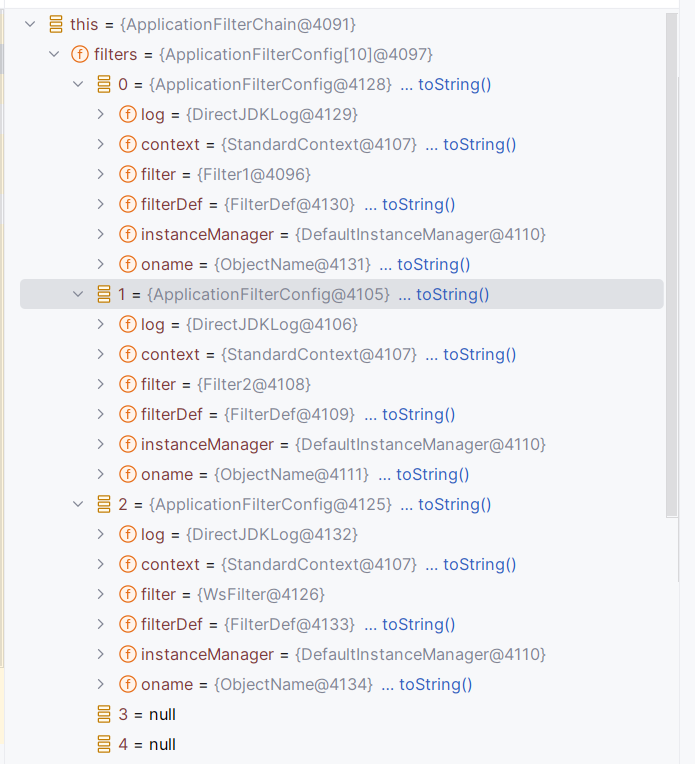 this = {ApplicationFilterChain@4091}
f filters = {ApplicationFilterConfig[10]@4097}
0 = {ApplicationFilterConfig@4128} ... toString()
f log = {DirectJDKLog@4129}
f context = {StandardContext@4107} ... toString()
f filter = {Filter1@4096}
f filterDef = {FilterDef@4130} ... toString()
f instanceManager = {DefaultInstanceManager@4110}
f oname = {ObjectName@4131} ... toString()
1 = {ApplicationFilterConfig@4105} ... toString()
f log = {DirectJDKLog@4106}
f context = {StandardContext@4107} ... toString()
f filter = {Filter2@4108}
f filterDef = {FilterDef@4109} ... toString()
f instanceManager = {DefaultInstanceManager@4110}
f oname = {ObjectName@4111} ... toString()
2 = {ApplicationFilterConfig@4125} ... toString()
f log = {DirectJDKLog@4132}
f context = {StandardContext@4107} ... toString()
f filter = {WsFilter@4126}
f filterDef = {FilterDef@4133} ... toString()
f instanceManager = {DefaultInstanceManager@4110}
f oname = {ObjectName@4134} ... toString()
3 = null
4 = null